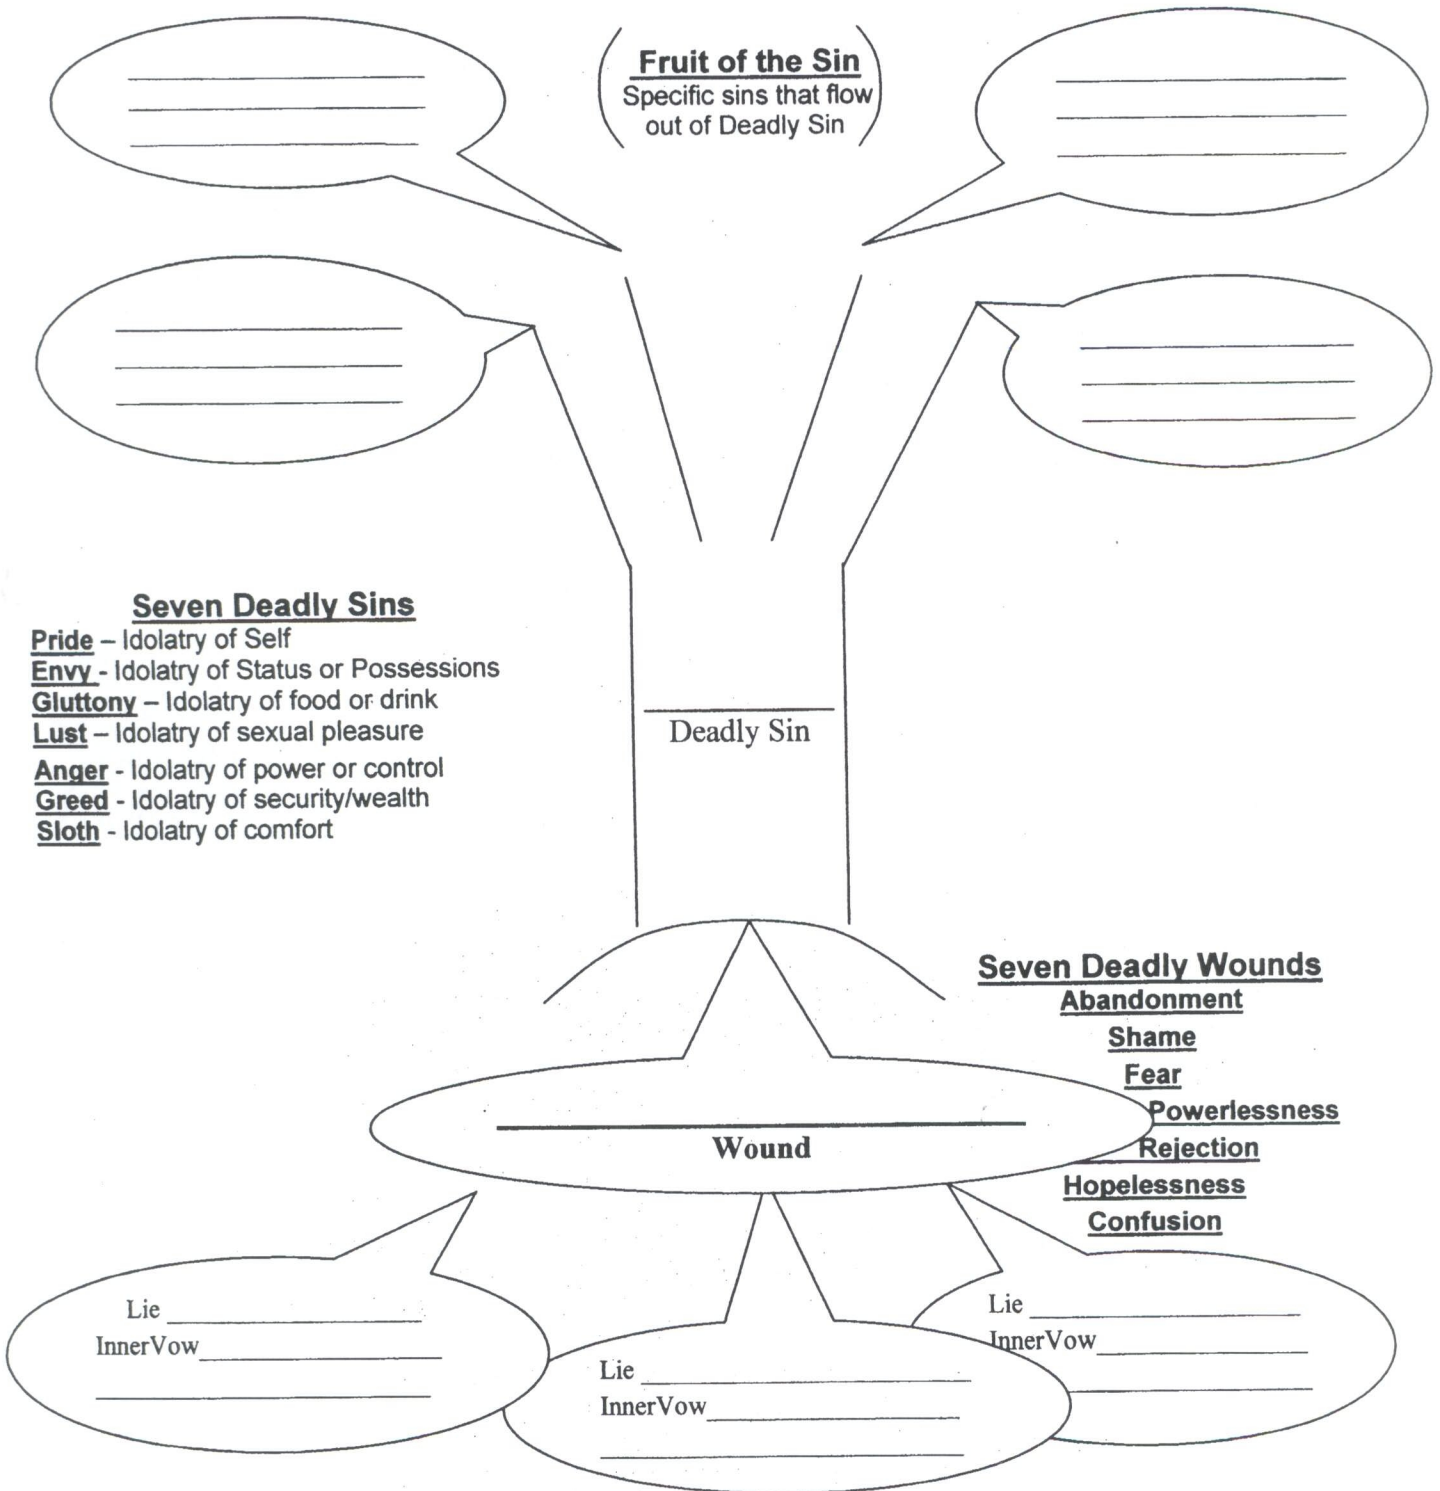 Fruit of the Sin
Specific sins that flow
out of Deadly Sin
Seven Deadly Sins
Pride – Idolatry of Self
Envy - Idolatry of Status or Possessions
Gluttony – Idolatry of food or drink
Lust – Idolatry of sexual pleasure
Anger - Idolatry of power or control
Greed - Idolatry of security/wealth
Sloth - Idolatry of comfort
Deadly Sin
Seven Deadly Wounds
Abandonment
Shame
Fear
Powerlessness
Rejection
Hopelessness
Confusion
Wound
Lie
InnerVow
Lie
InnerVow
Lie
InnerVow